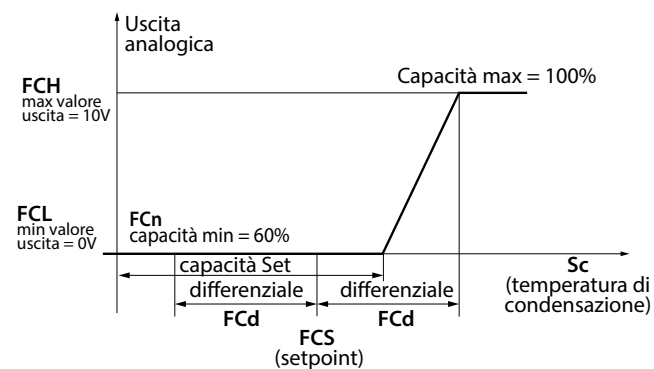 Uscita
analogica
Capacità max = 100%
FCH
max valore
uscita = 10V
FCL
min valore
uscita = 0V
FCn
capacità min = 60%
capacità Set
Sc
(temperatura di
condensazione)
differenziale
differenziale
FCd
FCd
FCS
(setpoint)